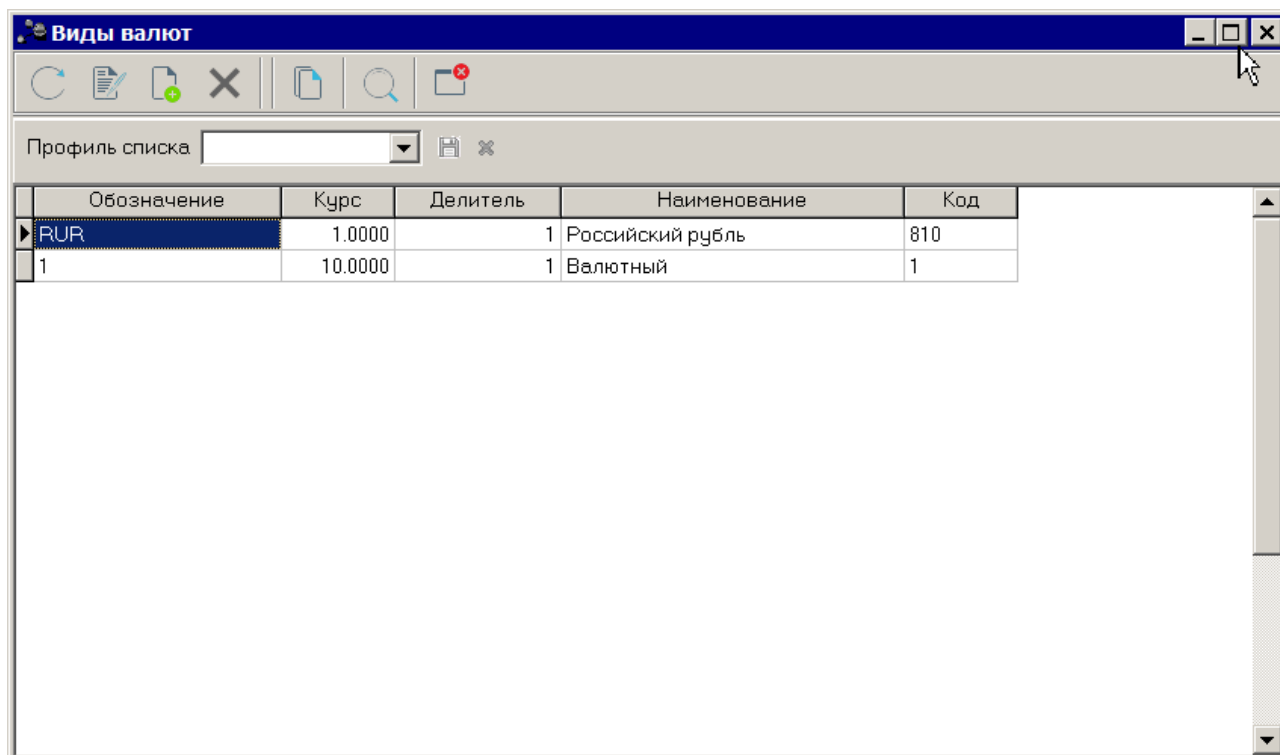 Виды валют
Профиль списка
Обозначение Курс Делитель Наименование Код
RUR 1.0000 1 Российский рубль 810
1 10.0000 1 Валютный 1